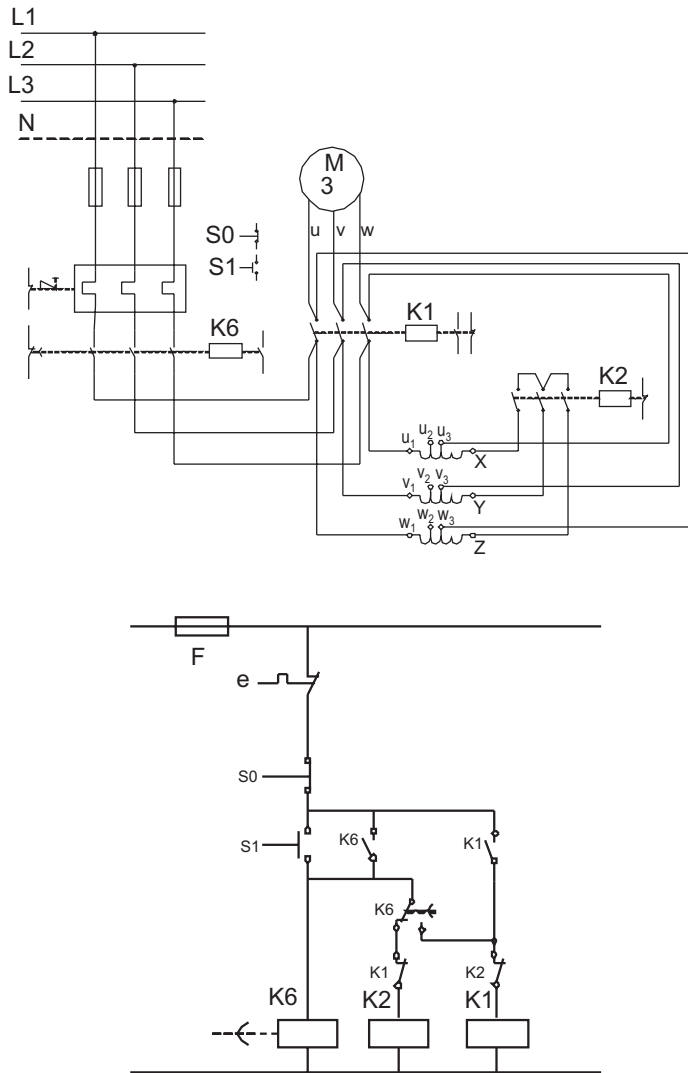 L1
L2
L3
N
M
3
u v w
S0
S1
K6
K1
K2
u1 u2 u3 X
v1 v2 v3 Y
w1 w2 w3 Z
F
e
S0
S1 K6 K1
K6
K1 K2
K6 K2 K1